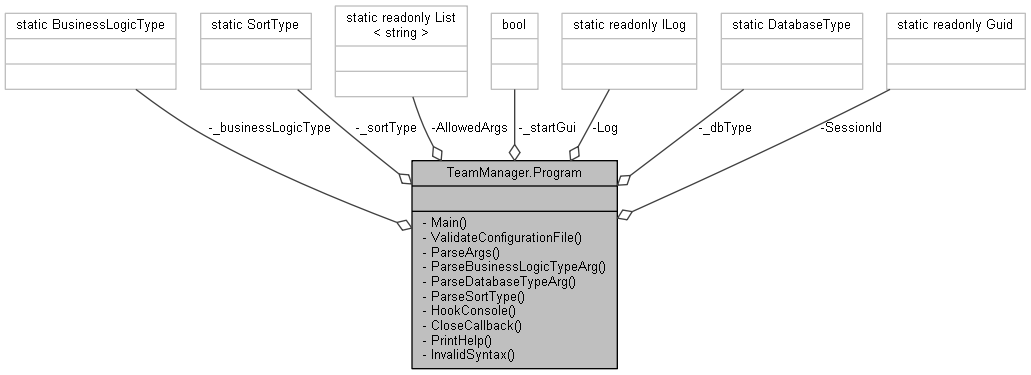 static BusinessLogicType
static SortType
static readonly List
< string >
bool
static readonly ILog
static DatabaseType
static readonly Guid
-_businessLogicType
-_sortType
-AllowedArgs
-_startGui
-Log
-_dbType
-SessionId
TeamManager.Program
- Main()
- ValidateConfigurationFile()
- ParseArgs()
- ParseBusinessLogicTypeArg()
- ParseDatabaseTypeArg()
- ParseSortType()
- HookConsole()
- CloseCallback()
- PrintHelp()
- InvalidSyntax()